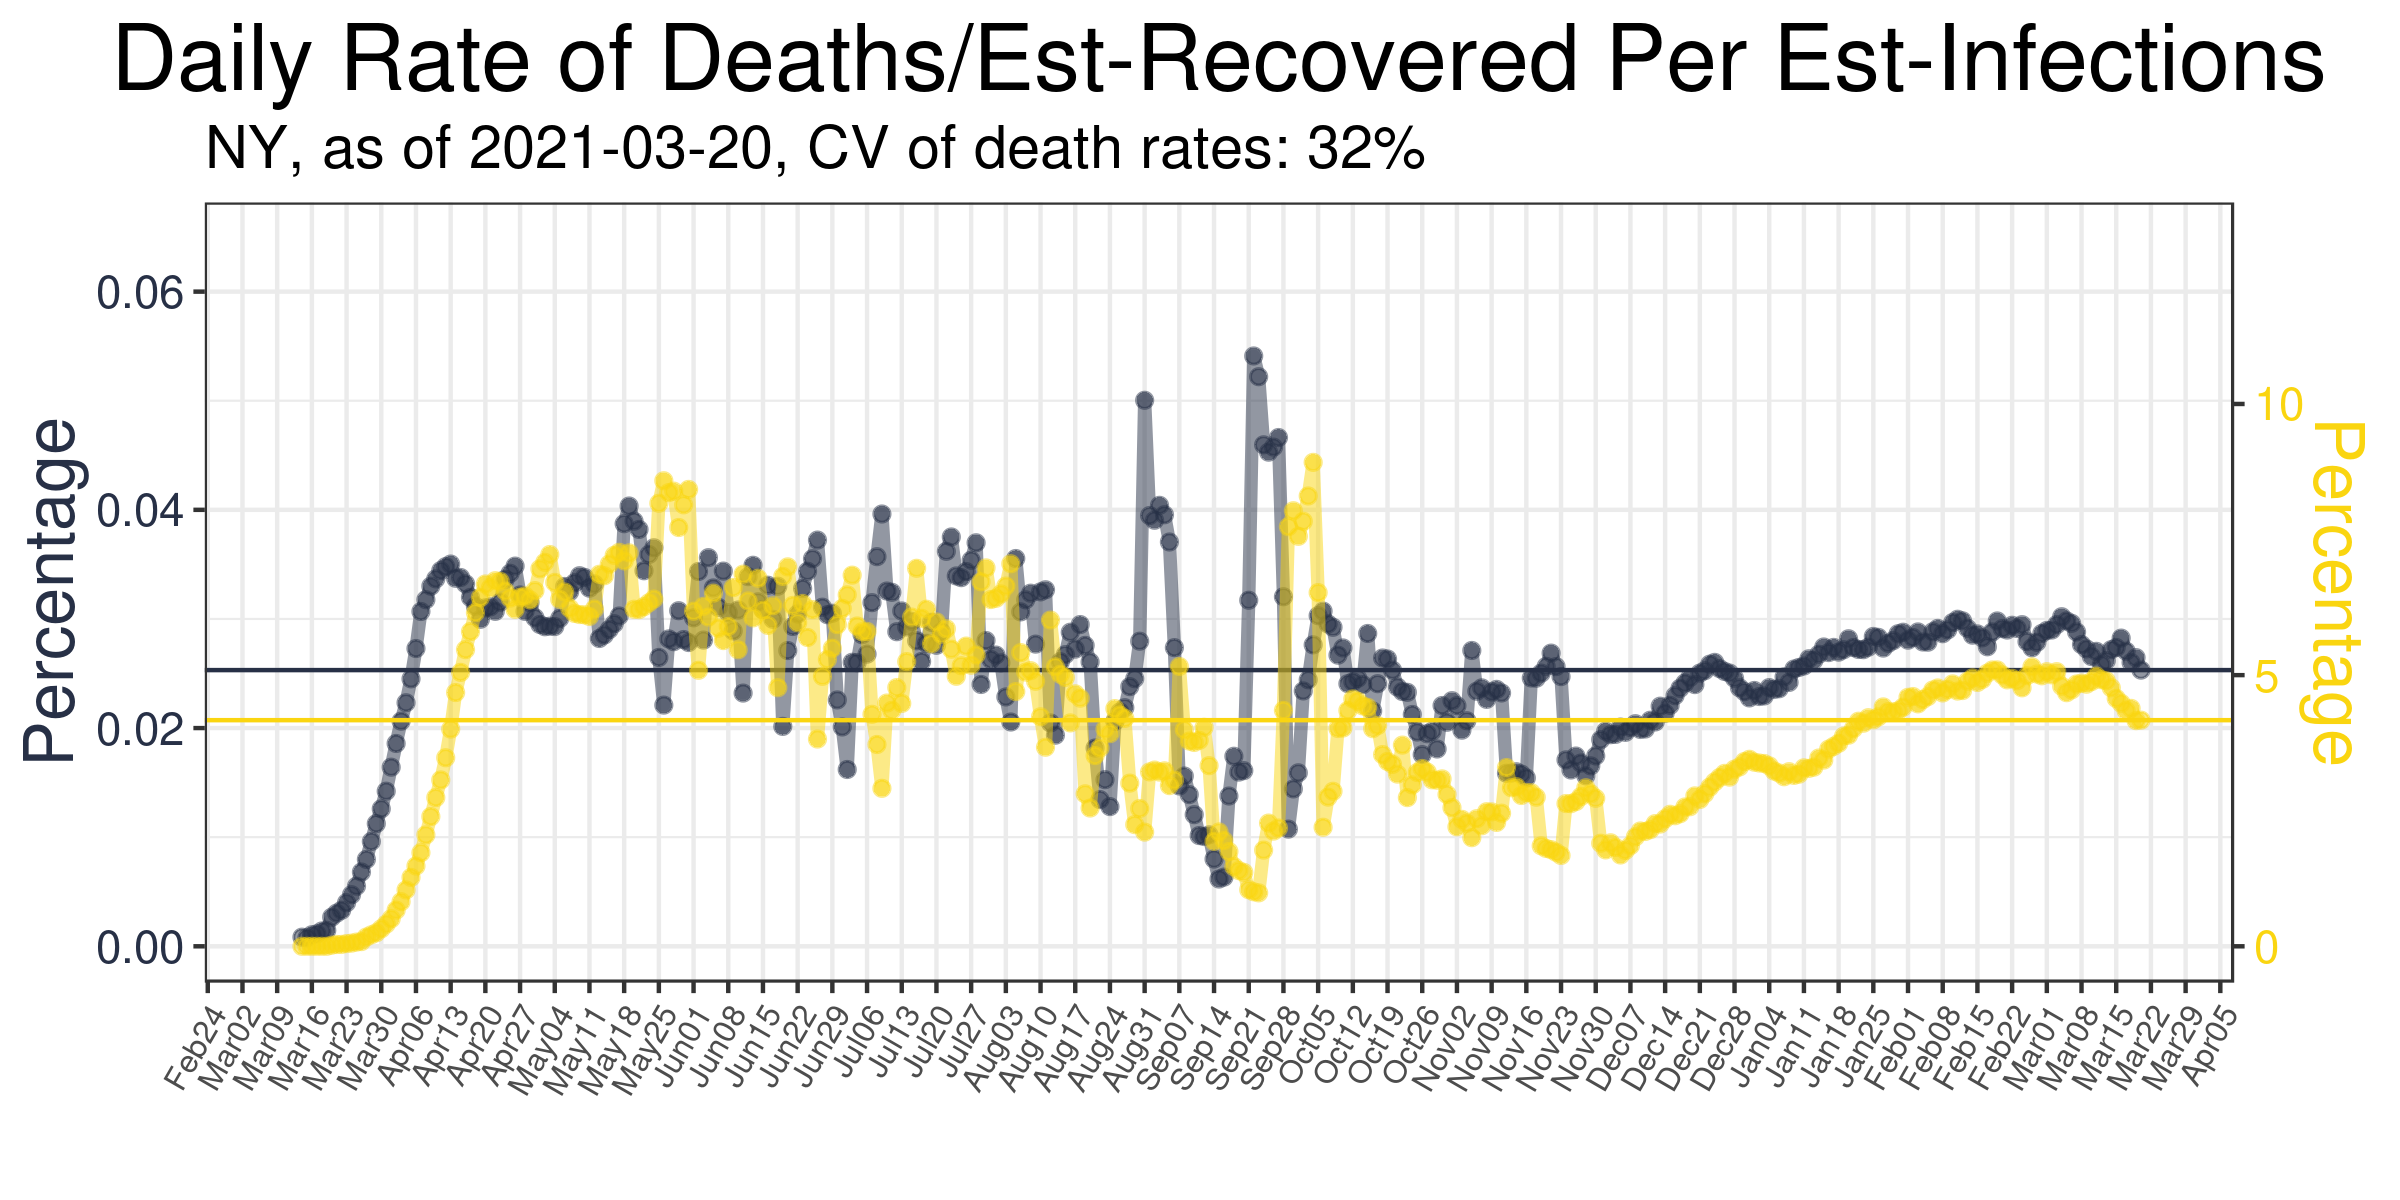 Daily Rate of Deaths/Est-Recovered Per Est-Infections
NY, as of 2021-03-20, CV of death rates: 32%
Percentage
0.06
0.04
0.02
0.00
10
5
0
Percentage
Feb24
Mar02
Mar09
Mar16
Mar23
Mar30
Apr06
Apr13
Apr20
Apr27
May04
May11
May18
May25
Jun01
Jun08
Jun15
Jun22
Jun29
Jul06
Jul13
Jul20
Jul27
Aug03
Aug10
Aug17
Aug24
Aug31
Sep07
Sep14
Sep21
Sep28
Oct05
Oct12
Oct19
Oct26
Nov02
Nov09
Nov16
Nov23
Nov30
Dec07
Dec14
Dec21
Dec28
Jan04
Jan11
Jan18
Jan25
Feb01
Feb08
Feb15
Feb22
Mar01
Mar08
Mar15
Mar22
Mar29
Apr05